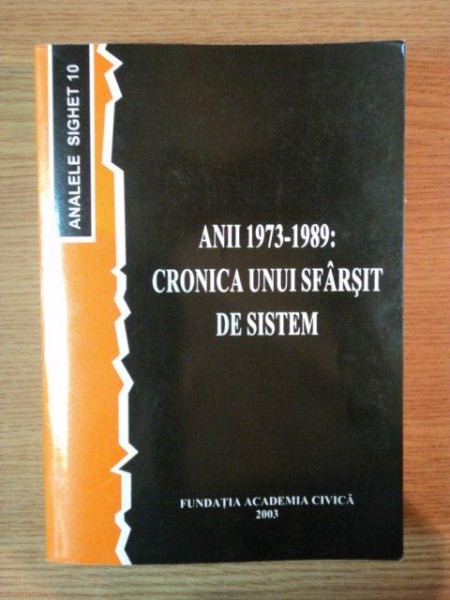 ANALELE SIGHET 10
ANII 1973-1989:
CRONICA UNUI SFÂRŞIT
DE SISTEM
FUNDAŢIA ACADEMIA CIVICĂ
2003